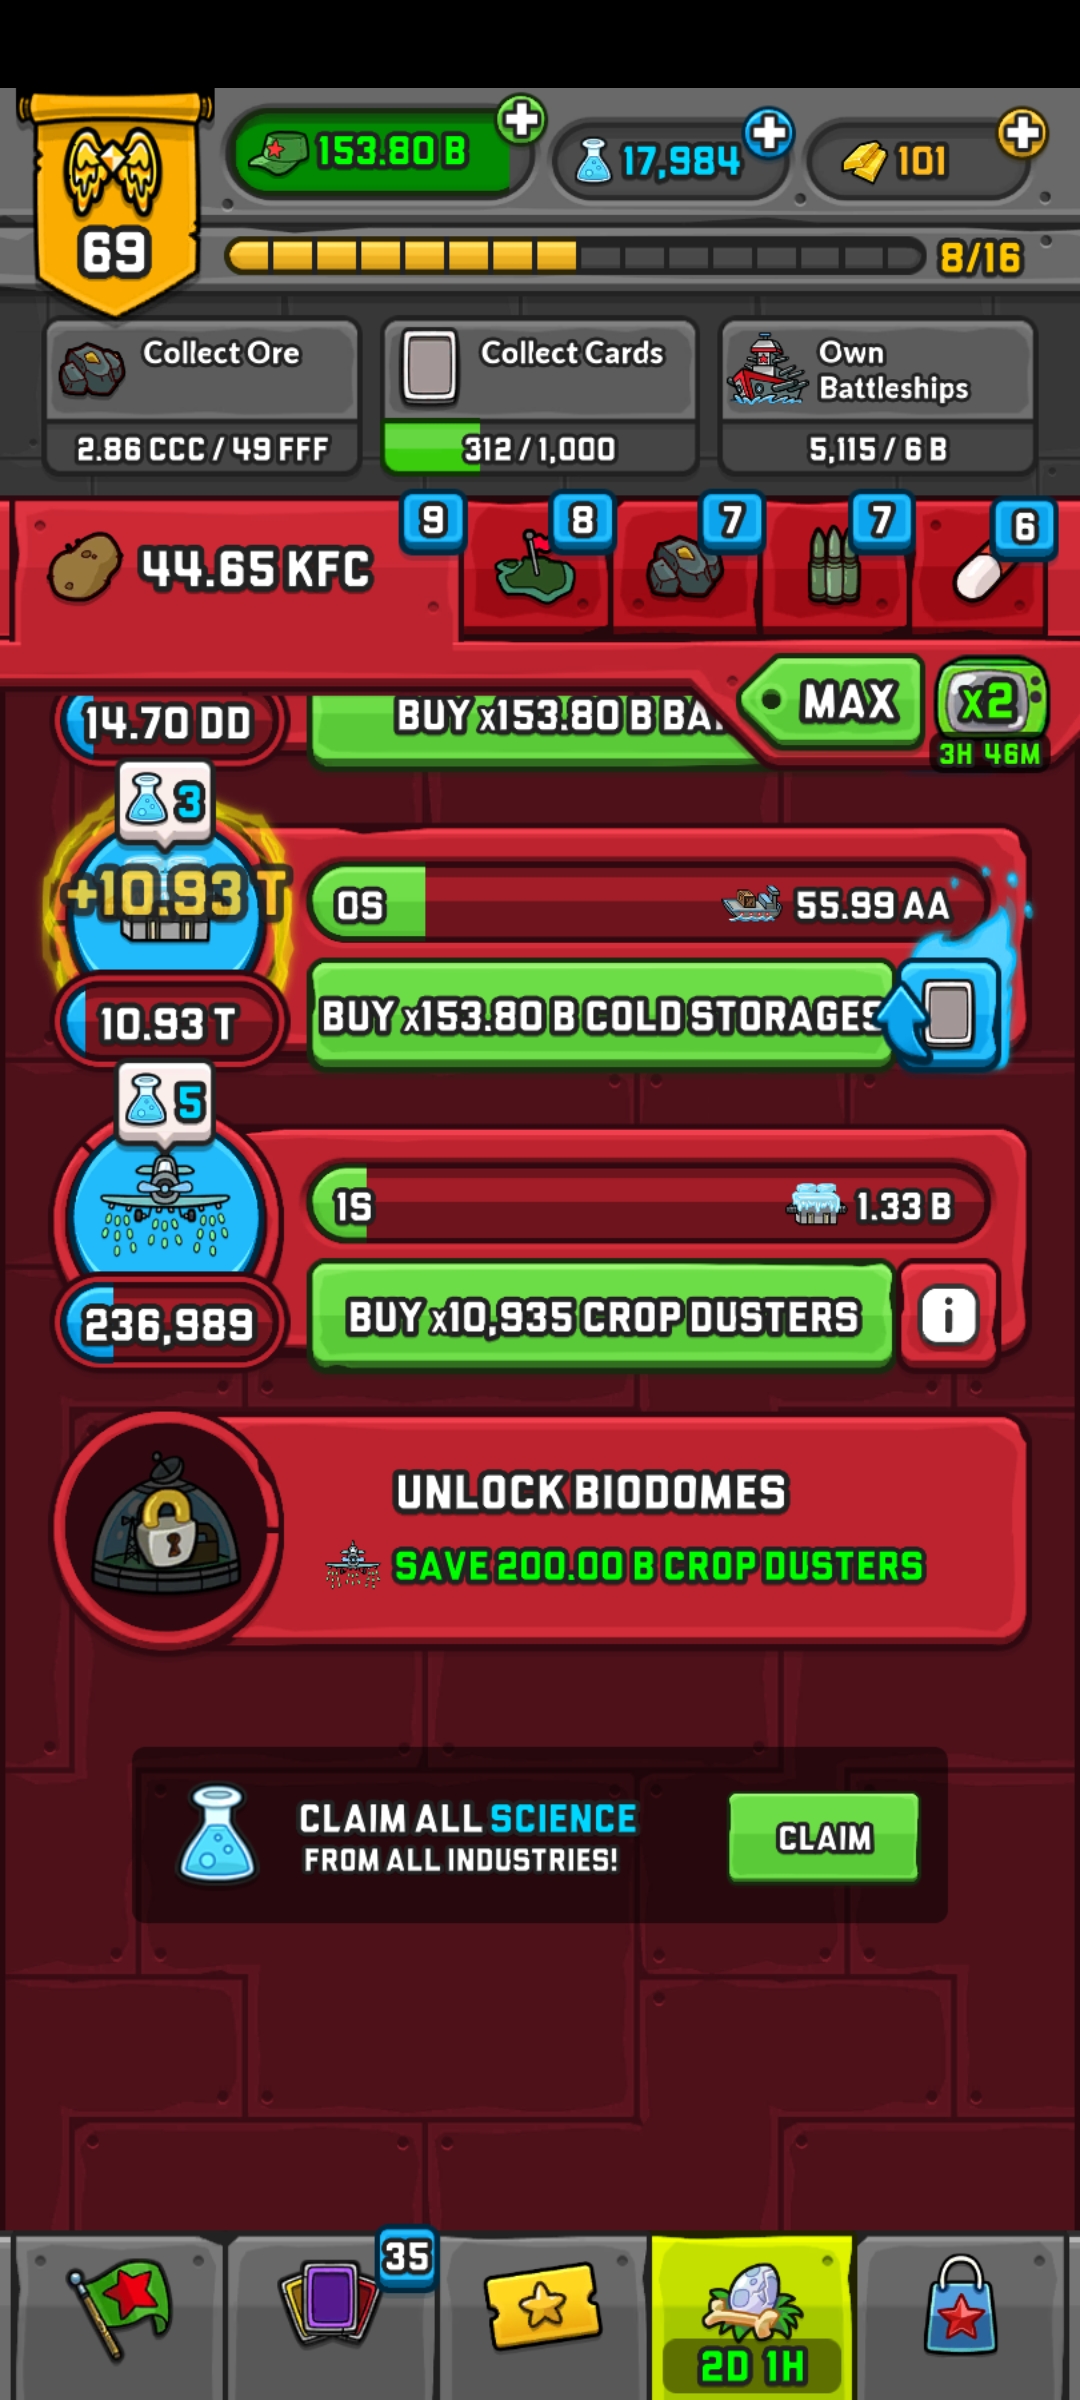 153.80 B
17,984
101
69
8/16
Collect Ore
2.86 CCC / 49 FFF
Collect Cards
312 / 1,000
Own
Battleships
5,115 / 6 B
44.65 KFC
9
8
7
7
6
MAX
x2
3H 46M
14.70 DD
BUY x153.80 B BA
3
+10.93 T
0S
55.99 AA
10.93 T
BUY x153.80 B COLD STORAGES
5
1S
1.33 B
236,989
BUY x10,935 CROP DUSTERS
i
UNLOCK BIODOMES
SAVE 200.00 B CROP DUSTERS
CLAIM ALL SCIENCE
FROM ALL INDUSTRIES!
CLAIM
35
2D 1H